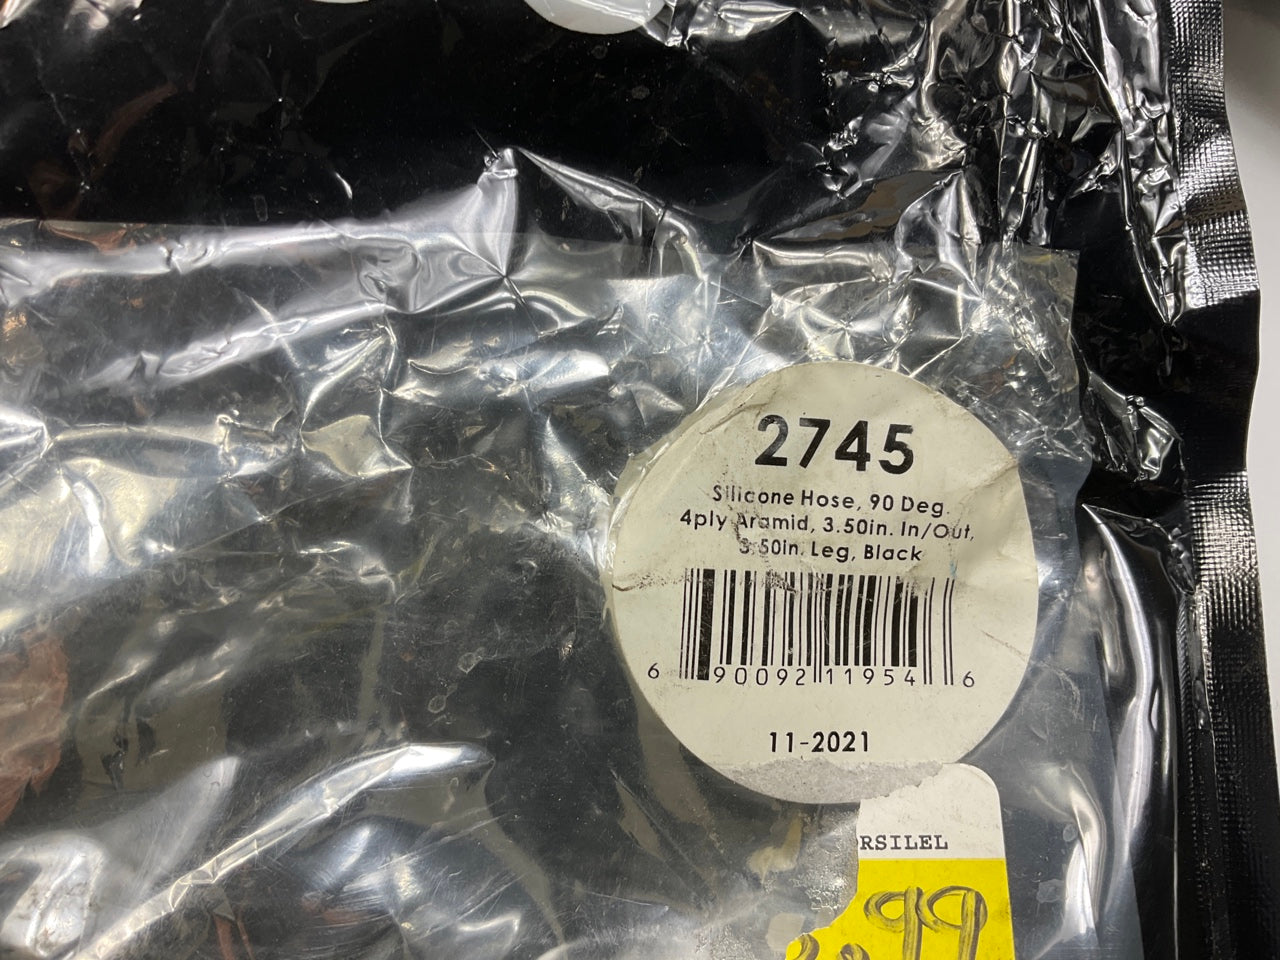 2745
Silicone Hose, 90 Deg.
4ply Aramid, 3.50in. In/Out,
3.50in. Leg, Black
6 90092 11954 6
11-2021
RSILEL
99